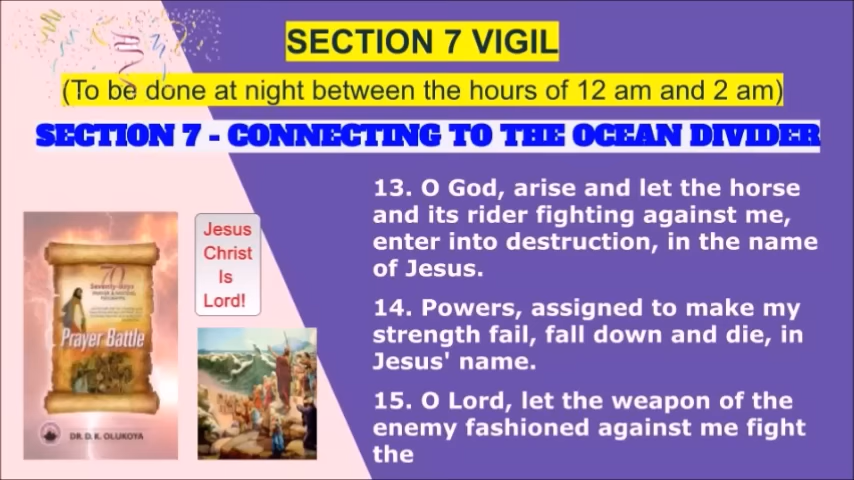 SECTION 7 VIGIL
(To be done at night between the hours of 12 am and 2 am)
SECTION 7 - CONNECTING TO THE OCEAN DIVIDER
13. O God, arise and let the horse
and its rider fighting against me,
enter into destruction, in the name
of Jesus.
14. Powers, assigned to make my
strength fail, fall down and die, in
Jesus' name.
15. O Lord, let the weapon of the
enemy fashioned against me fight
the
Jesus
Christ
Is
Lord!
70
Seventy-days
Prayer Battle
DR. D. K. OLUKOYA